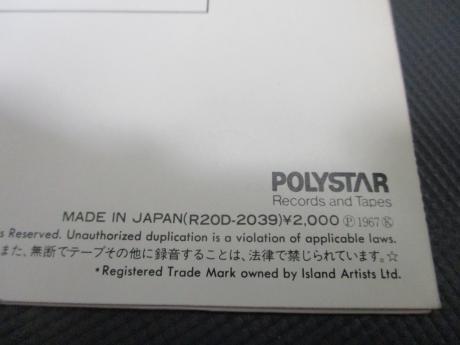 POLYSTAR
Records and Tapes
MADE IN JAPAN(R20D-2039)¥2,000 Ⓟ1967Ⓚ
s Reserved. Unauthorized duplication is a violation of applicable laws.
また、無断でテープその他に録音することは、法律で禁じられています。☆
*Registered Trade Mark owned by Island Artists Ltd.